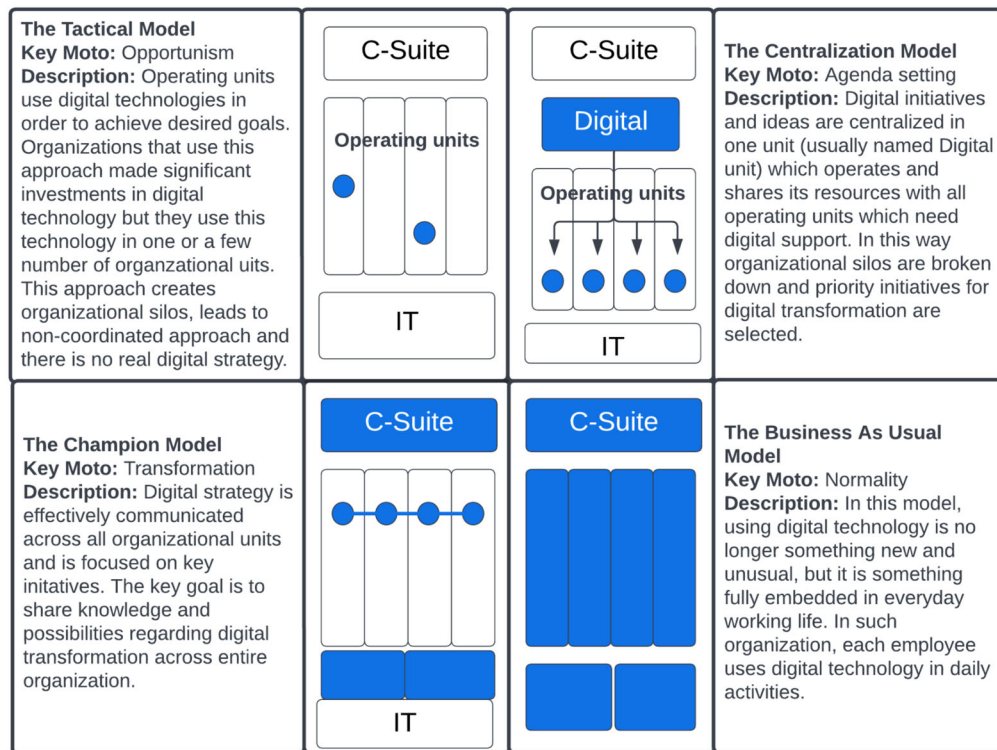 The Tactical Model
Key Moto: Opportunism
Description: Operating units
use digital technologies in
order to achieve desired goals.
Organizations that use this
approach made significant
investments in digital
technology but they use this
technology in one or a few
number of organzational uits.
This approach creates
organizational silos, leads to
non-coordinated approach and
there is no real digital strategy.
C-Suite
Operating units
IT
C-Suite
Digital
Operating units
IT
The Centralization Model
Key Moto: Agenda setting
Description: Digital initiatives
and ideas are centralized in
one unit (usually named Digital
unit) which operates and
shares its resources with all
operating units which need
digital support. In this way
organizational silos are broken
down and priority initiatives for
digital transformation are
selected.
The Champion Model
Key Moto: Transformation
Description: Digital strategy is
effectively communicated
across all organizational units
and is focused on key
initatives. The key goal is to
share knowledge and
possibilities regarding digital
transformation across entire
organization.
C-Suite
IT
C-Suite
The Business As Usual
Model
Key Moto: Normality
Description: In this model,
using digital technology is no
longer something new and
unusual, but it is something
fully embedded in everyday
working life. In such
organization, each employee
uses digital technology in daily
activities.